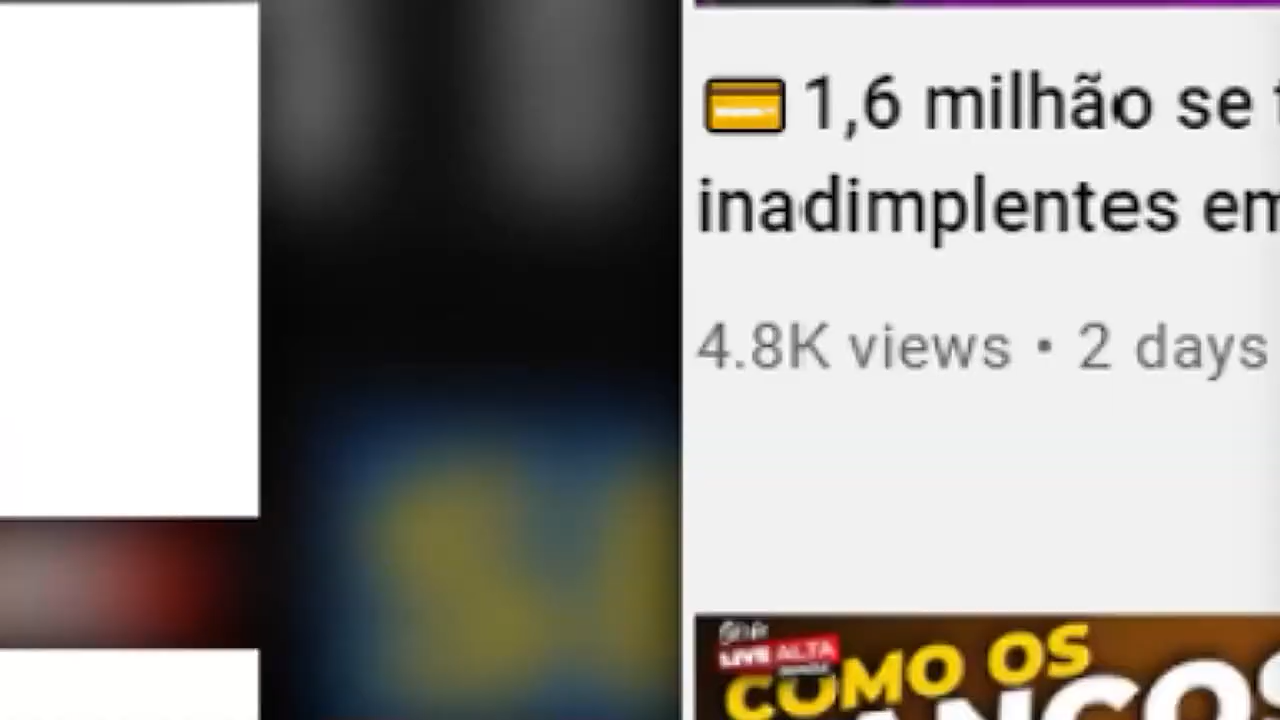 1,6 milhão se
inadimplentes em
4.8K views • 2 days
LIVE ALTA
COMO OS